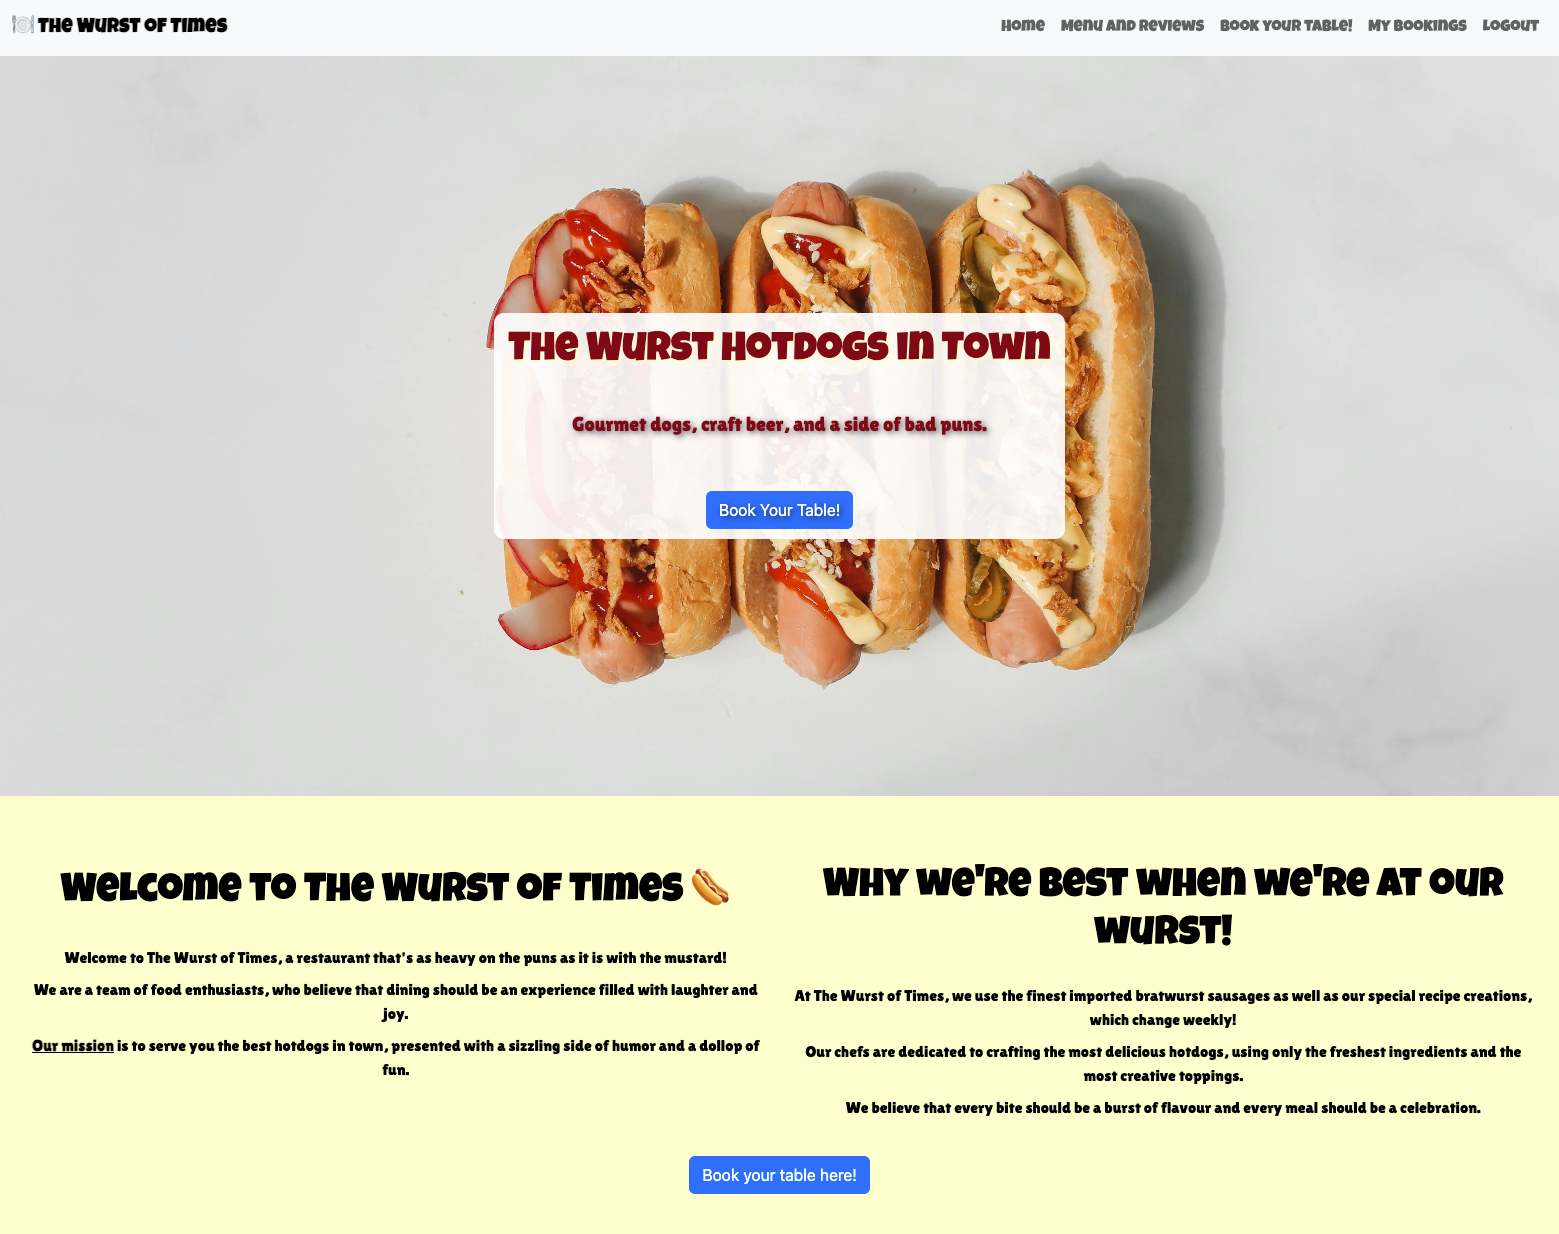 🍽️ The Wurst of Times
Home Menu and Reviews Book Your Table! My Bookings Logout
The Wurst Hotdogs in Town
Gourmet dogs, craft beer, and a side of bad puns.
Book Your Table!
Welcome to The Wurst of Times 🌭
Welcome to The Wurst of Times, a restaurant that's as heavy on the puns as it is with the mustard!
We are a team of food enthusiasts, who believe that dining should be an experience filled with laughter and
joy.
Our mission is to serve you the best hotdogs in town, presented with a sizzling side of humor and a dollop of
fun.
Why we're best when we're at our
wurst!
At The Wurst of Times, we use the finest imported bratwurst sausages as well as our special recipe creations,
which change weekly!
Our chefs are dedicated to crafting the most delicious hotdogs, using only the freshest ingredients and the
most creative toppings.
We believe that every bite should be a burst of flavour and every meal should be a celebration.
Book your table here!